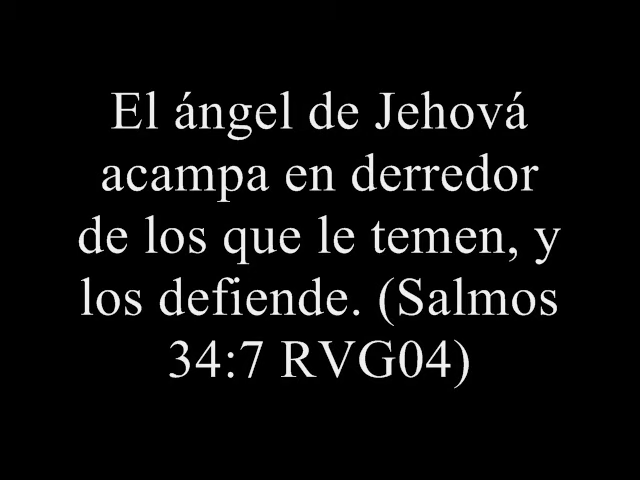 El ángel de Jehová
acampa en derredor
de los que le temen, y
los defiende. (Salmos
34:7 RVG04)